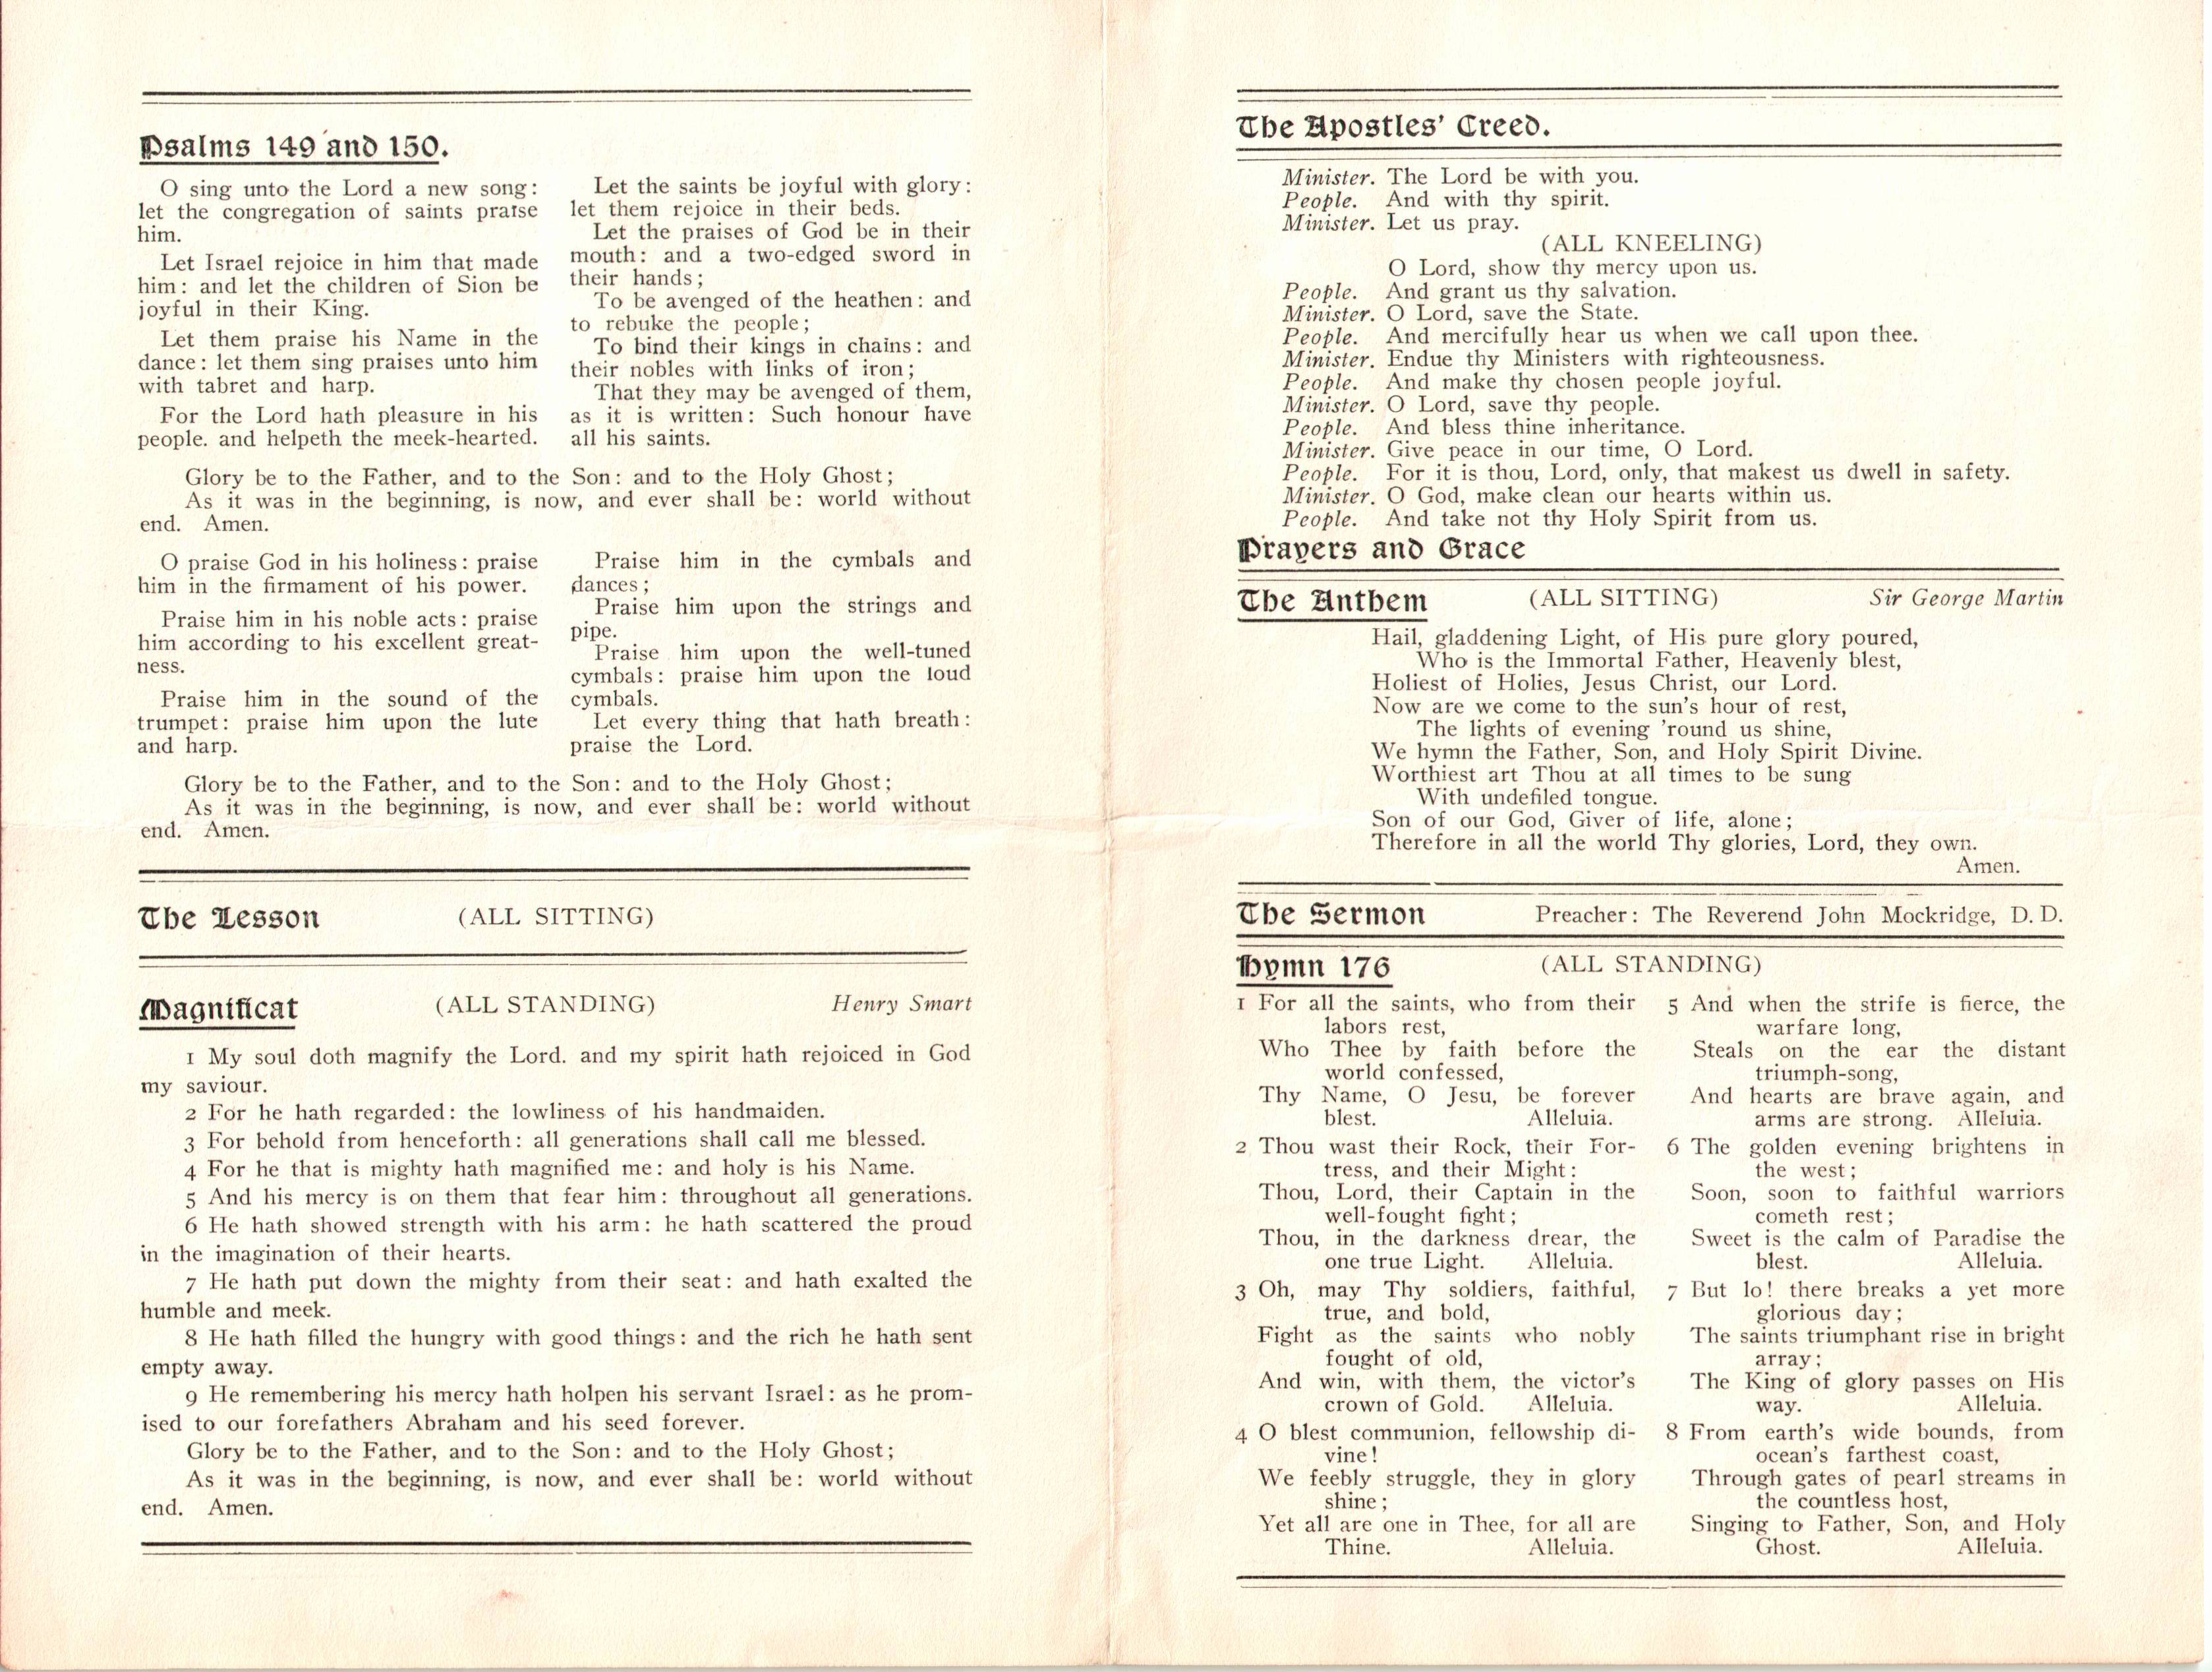 Psalms 149 and 150.
O sing unto the Lord a new song:
let the congregation of saints praise
him.
Let Israel rejoice in him that made
him: and let the children of Sion be
joyful in their King.
Let them praise his Name in the
dance: let them sing praises unto him
with tabret and harp.
For the Lord hath pleasure in his
people. and helpeth the meek-hearted.
Let the saints be joyful with glory:
let them rejoice in their beds.
Let the praises of God be in their
mouth: and a two-edged sword in
their hands;
To be avenged of the heathen: and
to rebuke the people;
To bind their kings in chains: and
their nobles with links of iron;
That they may be avenged of them,
as it is written: Such honour have
all his saints.
Glory be to the Father, and to the Son: and to the Holy Ghost;
As it was in the beginning, is now, and ever shall be: world without
end. Amen.
O praise God in his holiness: praise
him in the firmament of his power.
Praise him in his noble acts: praise
him according to his excellent great-
ness.
Praise him in the sound of the
trumpet: praise him upon the lute
and harp.
Praise him in the cymbals and
dances;
Praise him upon the strings and
pipe.
Praise him upon the well-tuned
cymbals: praise him upon the loud
cymbals.
Let every thing that hath breath:
praise the Lord.
Glory be to the Father, and to the Son: and to the Holy Ghost;
As it was in the beginning, is now, and ever shall be: world without
end. Amen.
The Lesson (ALL SITTING)
Magnificat (ALL STANDING) Henry Smart
1 My soul doth magnify the Lord. and my spirit hath rejoiced in God
my saviour.
2 For he hath regarded: the lowliness of his handmaiden.
3 For behold from henceforth: all generations shall call me blessed.
4 For he that is mighty hath magnified me: and holy is his Name.
5 And his mercy is on them that fear him: throughout all generations.
6 He hath showed strength with his arm: he hath scattered the proud
in the imagination of their hearts.
7 He hath put down the mighty from their seat: and hath exalted the
humble and meek.
8 He hath filled the hungry with good things: and the rich he hath sent
empty away.
9 He remembering his mercy hath holpen his servant Israel: as he prom-
ised to our forefathers Abraham and his seed forever.
Glory be to the Father, and to the Son: and to the Holy Ghost;
As it was in the beginning, is now, and ever shall be: world without
end. Amen.
The Apostles' Creed.
Minister. The Lord be with you.
People. And with thy spirit.
Minister. Let us pray.
(ALL KNEELING)
O Lord, show thy mercy upon us.
People. And grant us thy salvation.
Minister. O Lord, save the State.
People. And mercifully hear us when we call upon thee.
Minister. Endue thy Ministers with righteousness.
People. And make thy chosen people joyful.
Minister. O Lord, save thy people.
People. And bless thine inheritance.
Minister. Give peace in our time, O Lord.
People. For it is thou, Lord, only, that makest us dwell in safety.
Minister. O God, make clean our hearts within us.
People. And take not thy Holy Spirit from us.
Prayers and Grace
The Anthem (ALL SITTING) Sir George Martin
Hail, gladdening Light, of His pure glory poured,
Who is the Immortal Father, Heavenly blest,
Holiest of Holies, Jesus Christ, our Lord.
Now are we come to the sun's hour of rest,
The lights of evening 'round us shine,
We hymn the Father, Son, and Holy Spirit Divine.
Worthiest art Thou at all times to be sung
With undefiled tongue.
Son of our God, Giver of life, alone;
Therefore in all the world Thy glories, Lord, they own.
Amen.
The Sermon Preacher: The Reverend John Mockridge, D. D.
Hymn 176 (ALL STANDING)
1 For all the saints, who from their
labors rest,
Who Thee by faith before the
world confessed,
Thy Name, O Jesu, be forever
blest. Alleluia.
2 Thou wast their Rock, their For-
tress, and their Might:
Thou, Lord, their Captain in the
well-fought fight;
Thou, in the darkness drear, the
one true Light. Alleluia.
3 Oh, may Thy soldiers, faithful,
true, and bold,
Fight as the saints who nobly
fought of old,
And win, with them, the victor's
crown of Gold. Alleluia.
4 O blest communion, fellowship di-
vine!
We feebly struggle, they in glory
shine;
Yet all are one in Thee, for all are
Thine. Alleluia.
5 And when the strife is fierce, the
warfare long,
Steals on the ear the distant
triumph-song,
And hearts are brave again, and
arms are strong. Alleluia.
6 The golden evening brightens in
the west;
Soon, soon to faithful warriors
cometh rest;
Sweet is the calm of Paradise the
blest. Alleluia.
7 But lo! there breaks a yet more
glorious day;
The saints triumphant rise in bright
array;
The King of glory passes on His
way. Alleluia.
8 From earth's wide bounds, from
ocean's farthest coast,
Through gates of pearl streams in
the countless host,
Singing to Father, Son, and Holy
Ghost. Alleluia.